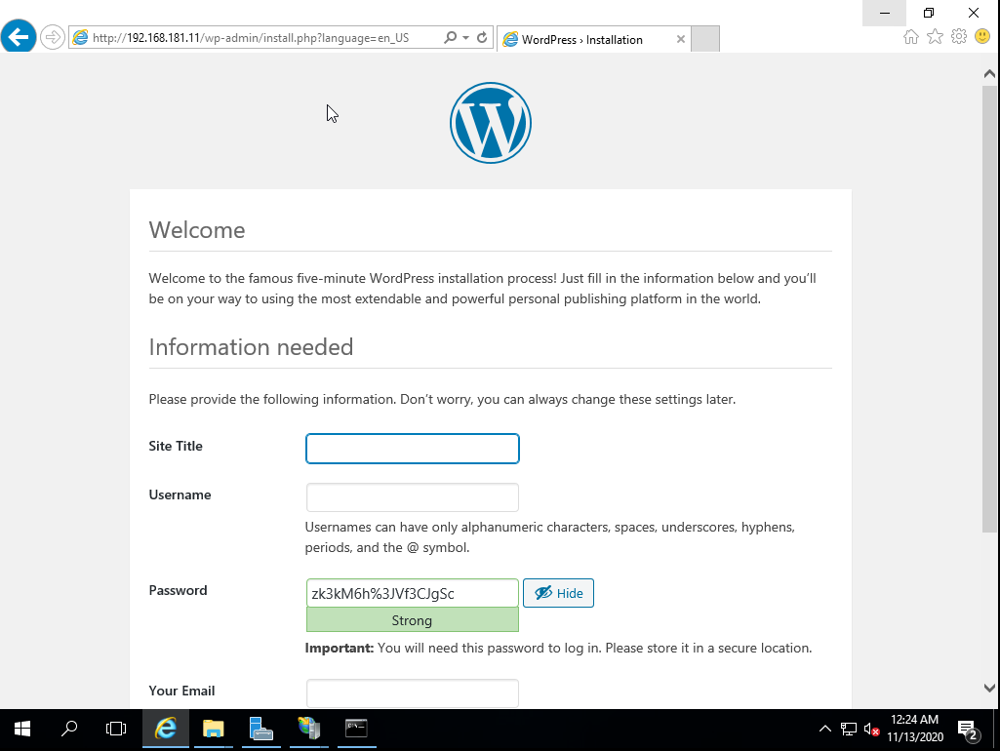 http://192.168.181.11/wp-admin/install.php?language=en_US
WordPress › Installation
Welcome
Welcome to the famous five-minute WordPress installation process! Just fill in the information below and you’ll
be on your way to using the most extendable and powerful personal publishing platform in the world.
Information needed
Please provide the following information. Don’t worry, you can always change these settings later.
Site Title
Username
Usernames can have only alphanumeric characters, spaces, underscores, hyphens,
periods, and the @ symbol.
Password
zk3kM6h%3JVf3CJgSc
Hide
Strong
Important: You will need this password to log in. Please store it in a secure location.
Your Email
12:24 AM
11/13/2020
2